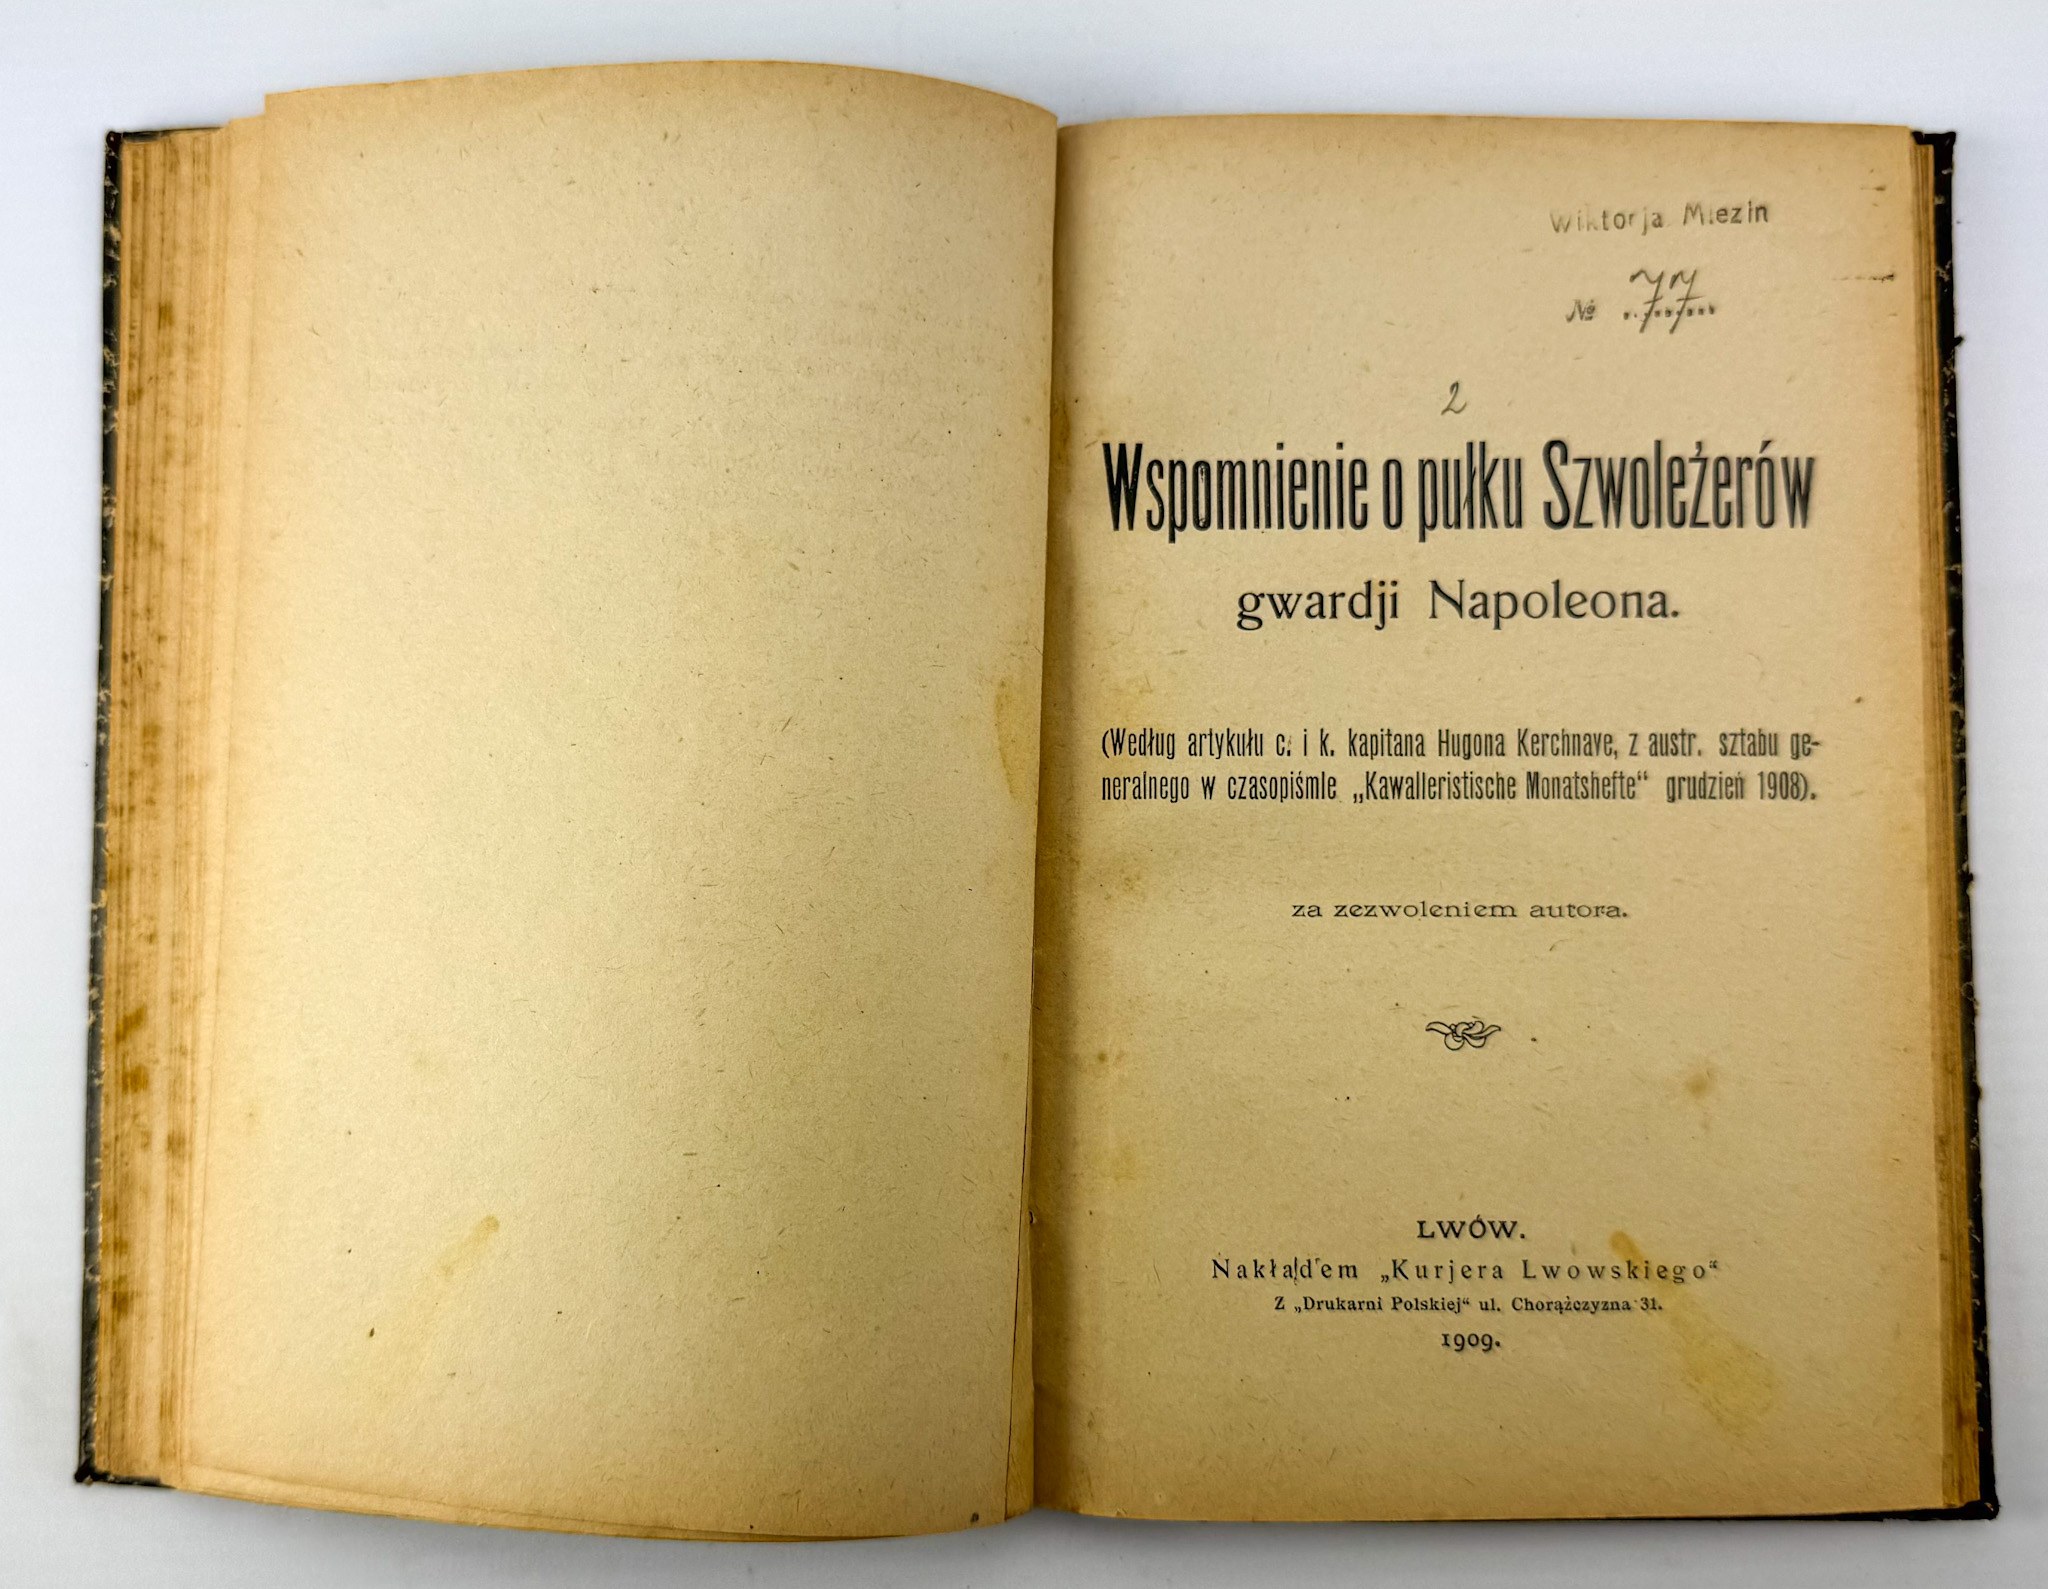 Wiktorja Mlezin
№ 77
2
Wspomnienie o pułku Szwoleżerów
gwardji Napoleona.
(Według artykułu c. i k. kapitana Hugona Kerchnave, z austr. sztabu ge-
neralnego w czasopiśmie „Kawalleristische Monatshefte“ grudzień 1908).
za zezwoleniem autora.
LWÓW.
Nakładem „Kurjera Lwowskiego“
Z „Drukarni Polskiej“ ul. Chorążczyzna 31.
1909.